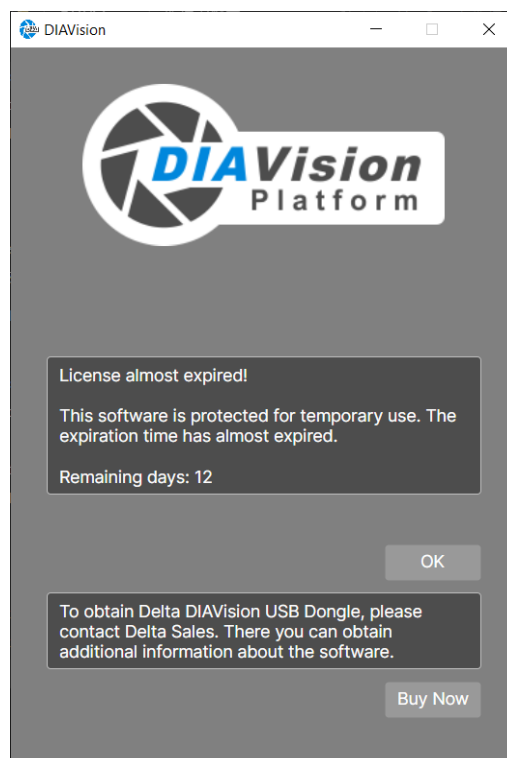 DIAVision
DIAVision
Platform
License almost expired!
This software is protected for temporary use. The
expiration time has almost expired.
Remaining days: 12
OK
To obtain Delta DIAVision USB Dongle, please
contact Delta Sales. There you can obtain
additional information about the software.
Buy Now